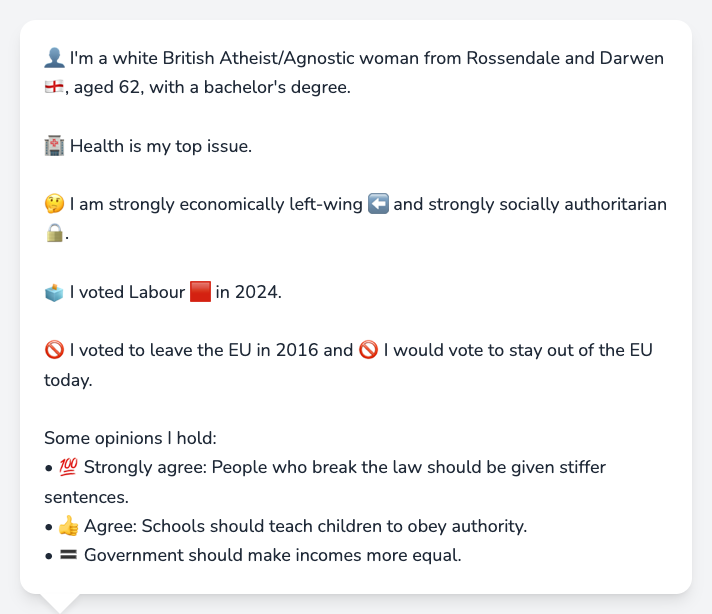 👤 I'm a white British Atheist/Agnostic woman from Rossendale and Darwen
🏴󠁧󠁢󠁥󠁮󠁧󠁿, aged 62, with a bachelor's degree.
🏥 Health is my top issue.
🤔 I am strongly economically left-wing ⬅️ and strongly socially authoritarian
🔒.
🗳️ I voted Labour 🟥 in 2024.
🚫 I voted to leave the EU in 2016 and 🚫 I would vote to stay out of the EU
today.
Some opinions I hold:
• 💯 Strongly agree: People who break the law should be given stiffer
sentences.
• 👍 Agree: Schools should teach children to obey authority.
• 🟰 Government should make incomes more equal.